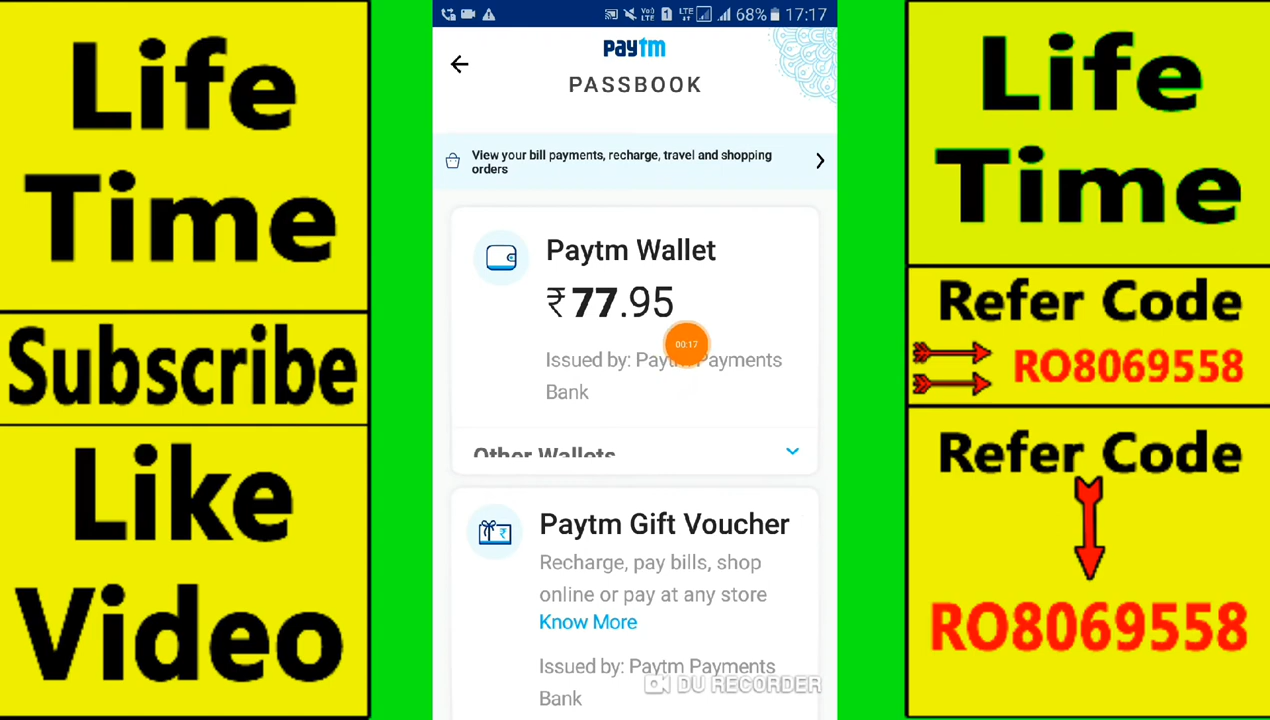 Life
Time
Subscribe
Like
Video
LTE 1 LTE 68% 17:17
paytm
PASSBOOK
View your bill payments, recharge, travel and shopping
orders
Paytm Wallet
₹77.95
00:17
Issued by: Paytm Payments
Bank
Other Wallets
Paytm Gift Voucher
Recharge, pay bills, shop
online or pay at any store
Know More
Issued by: Paytm Payments
Bank
DU RECORDER
Life
Time
Refer Code
RO8069558
Refer Code
RO8069558